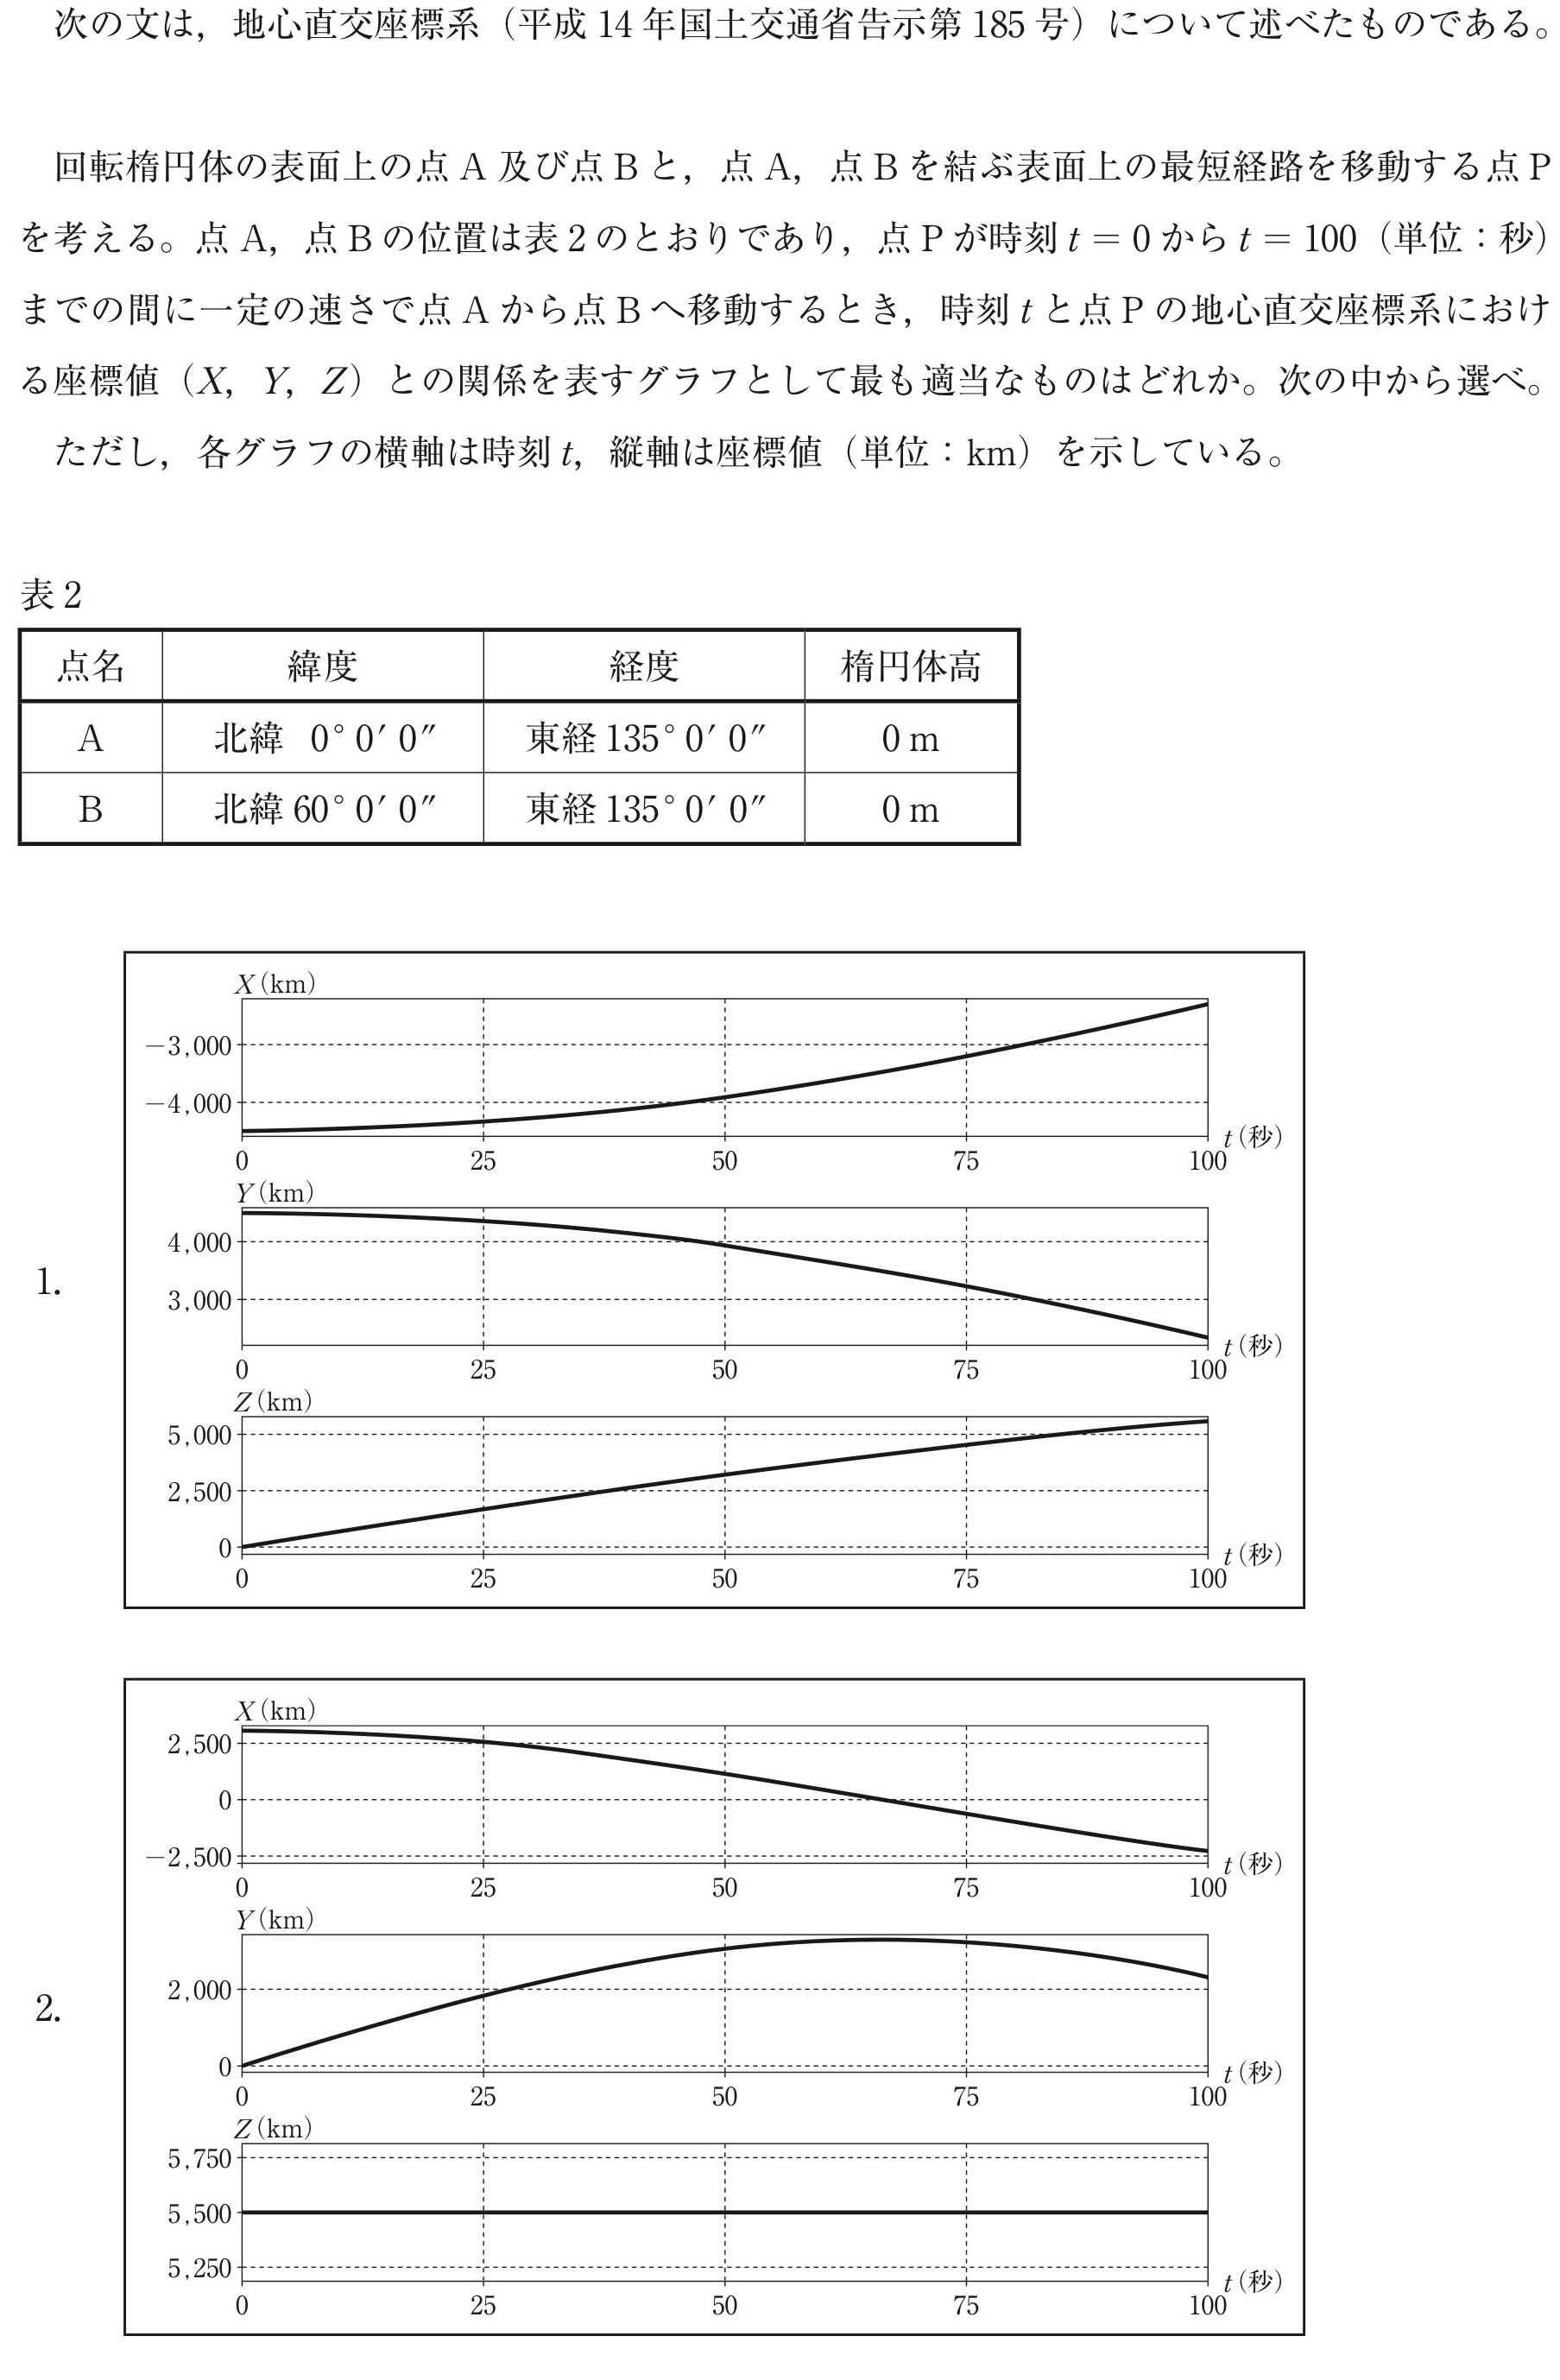 次の文は，地心直交座標系（平成 14 年国土交通省告示第 185 号）について述べたものである。
回転楕円体の表面上の点 A 及び点 B と，点 A，点 B を結ぶ表面上の最短経路を移動する点 P
を考える。点 A，点 B の位置は表 2 のとおりであり，点 P が時刻 t = 0 から t = 100（単位：秒）
までの間に一定の速さで点 A から点 B へ移動するとき，時刻 t と点 P の地心直交座標系におけ
る座標値（X，Y，Z）との関係を表すグラフとして最も適当なものはどれか。次の中から選べ。
ただし，各グラフの横軸は時刻 t，縦軸は座標値（単位：km）を示している。
表 2
点名 緯度 経度 楕円体高
A 北緯 0° 0′ 0″ 東経 135° 0′ 0″ 0 m
B 北緯 60° 0′ 0″ 東経 135° 0′ 0″ 0 m
1.
X (km)
−3,000
−4,000
0 25 50 75 100 t (秒)
Y (km)
4,000
3,000
0 25 50 75 100 t (秒)
Z (km)
5,000
2,500
0
0 25 50 75 100 t (秒)
2.
X (km)
2,500
0
−2,500
0 25 50 75 100 t (秒)
Y (km)
2,000
0
0 25 50 75 100 t (秒)
Z (km)
5,750
5,500
5,250
0 25 50 75 100 t (秒)